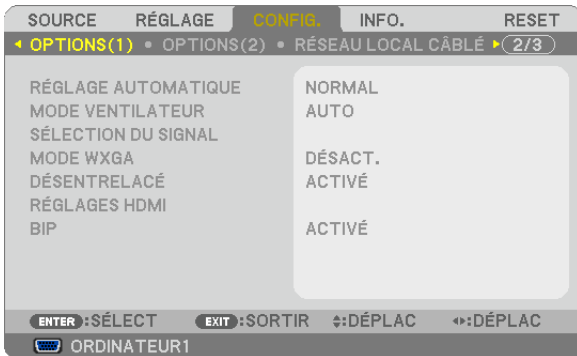 SOURCE RÉGLAGE CONFIG. INFO. RESET
OPTIONS(1) • OPTIONS(2) • RÉSEAU LOCAL CÂBLÉ 2/3
RÉGLAGE AUTOMATIQUE NORMAL
MODE VENTILATEUR AUTO
SÉLECTION DU SIGNAL
MODE WXGA DÉSACT.
DÉSENTRELACÉ ACTIVÉ
RÉGLAGES HDMI
BIP ACTIVÉ
ENTER :SÉLECT EXIT :SORTIR :DÉPLAC :DÉPLAC
ORDINATEUR1